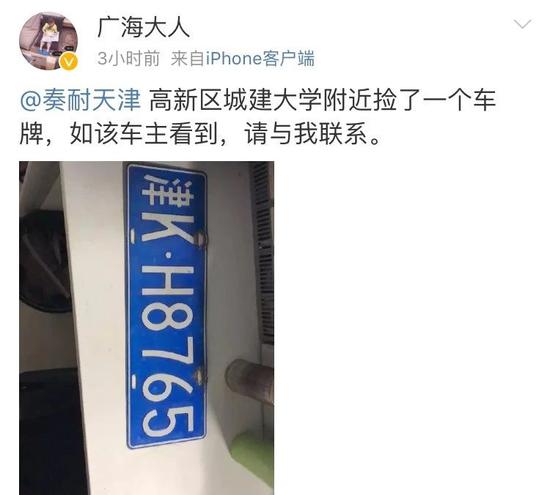 广海大人
3小时前 来自iPhone客户端
@奏耐天津 高新区城建大学附近捡了一个车
牌，如该车主看到，请与我联系。
津K·H8765